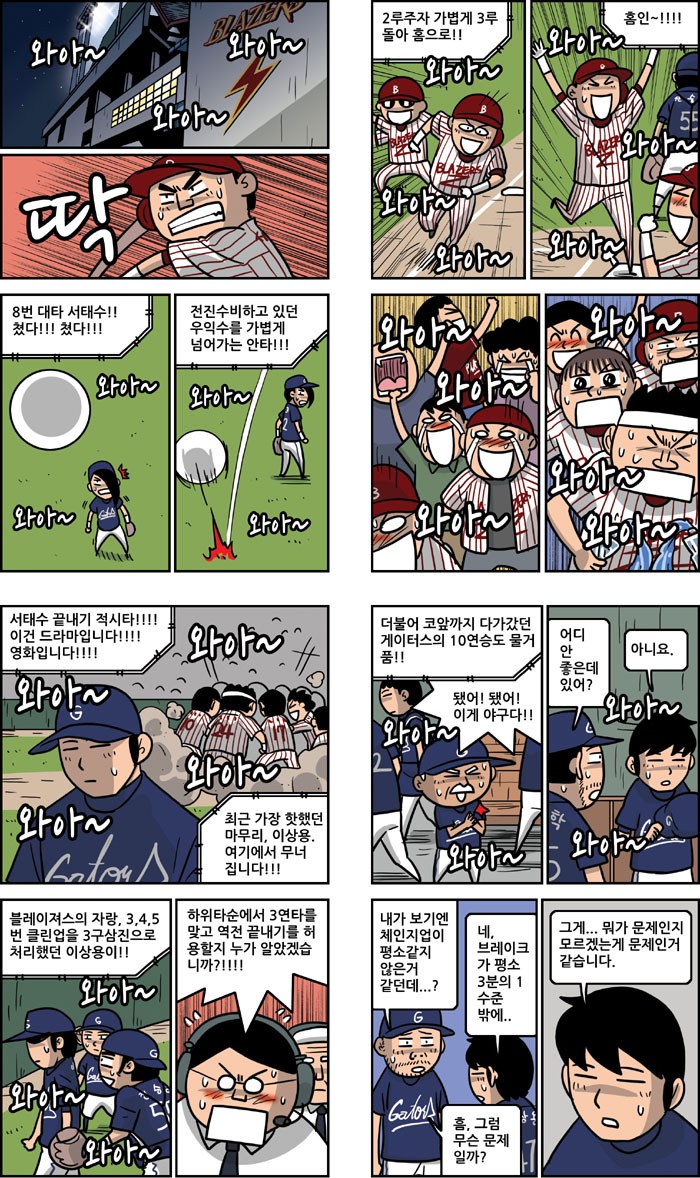 BLAZERS
와아~
와아~
와아~
딱
8번 대타 서태수!!
쳤다!!! 쳤다!!!
와아~
와아~
전진수비하고 있던
우익수를 가볍게
넘어가는 안타!!!
와아~
와아~
2루주자 가볍게 3루
돌아 홈으로!!
와아~
B
B
BLAZERS
BLAZERS
와아~
와아~
홈인~!!!!
55
BLAZERS
와아~
와아~
와아~
와아~
B
와아~
와아~
와아~
와아~
서태수 끝내기 적시타!!!!
이건 드라마입니다!!!!
영화입니다!!!!
와아~
와아~
G
24
17
와아~
와아~
Gators
최근 가장 핫했던
마무리, 이상용.
여기에서 무너
집니다!!!
블레이져스의 자랑, 3,4,5
번 클린업을 3구삼진으로
처리했던 이상용이!!
와아~
G
G
G
Gators
와아~
와아~
하위타순에서 3연타를
맞고 역전 끝내기를 허
용할지 누가 알았겠습
니까?!!!!
더불어 코앞까지 다가갔던
게이터스의 10연승도 물거
품!!
됐어! 됐어!
이게 야구다!!
와아~
G
2
와아~
어디
안
좋은데
있어?
아니요.
와아~
와아~
내가 보기엔
체인지업이
평소같지
않은거
같던데...?
네,
브레이크
가 평소
3분의 1
수준
밖에..
G
Gators
흠, 그럼
무슨 문제
일까?
47
그게... 뭐가 문제인지
모르겠는게 문제인거
같습니다.